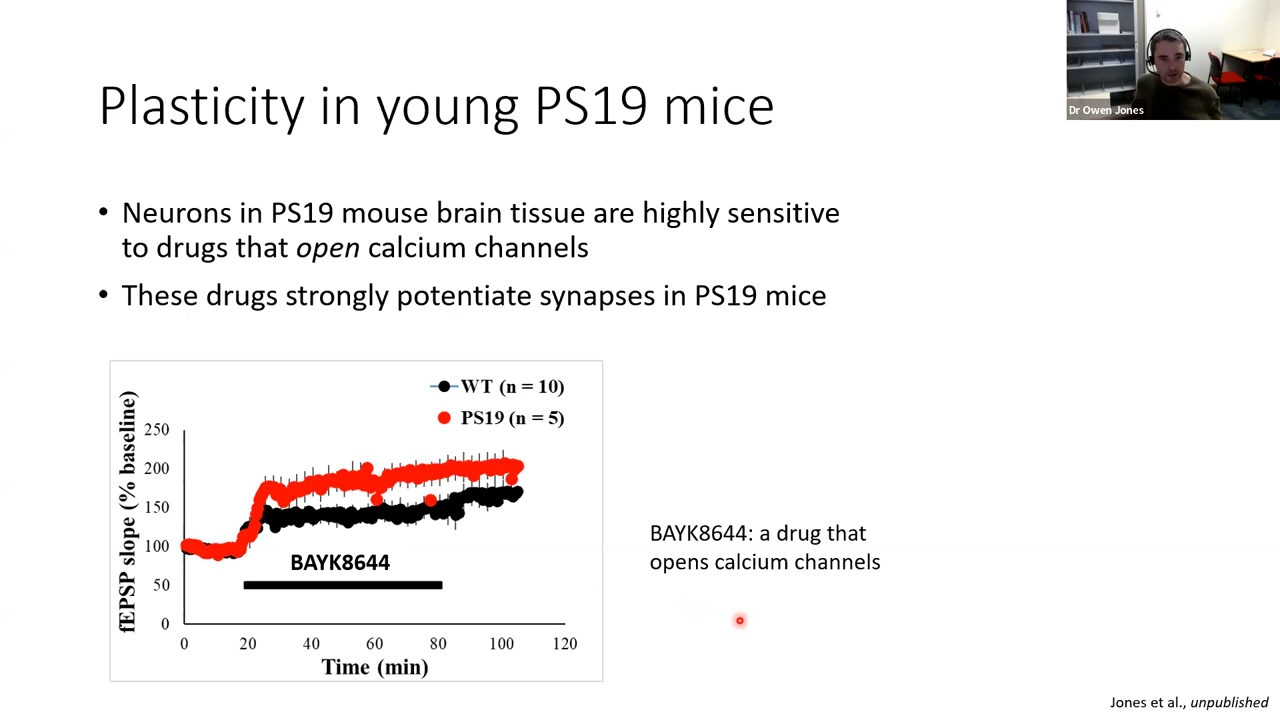 Dr Owen Jones
Plasticity in young PS19 mice
• Neurons in PS19 mouse brain tissue are highly sensitive
to drugs that open calcium channels
• These drugs strongly potentiate synapses in PS19 mice
WT (n = 10)
PS19 (n = 5)
fEPSP slope (% baseline)
250
200
150
100
50
0
BAYK8644
0 20 40 60 80 100 120
Time (min)
BAYK8644: a drug that
opens calcium channels
Jones et al., unpublished